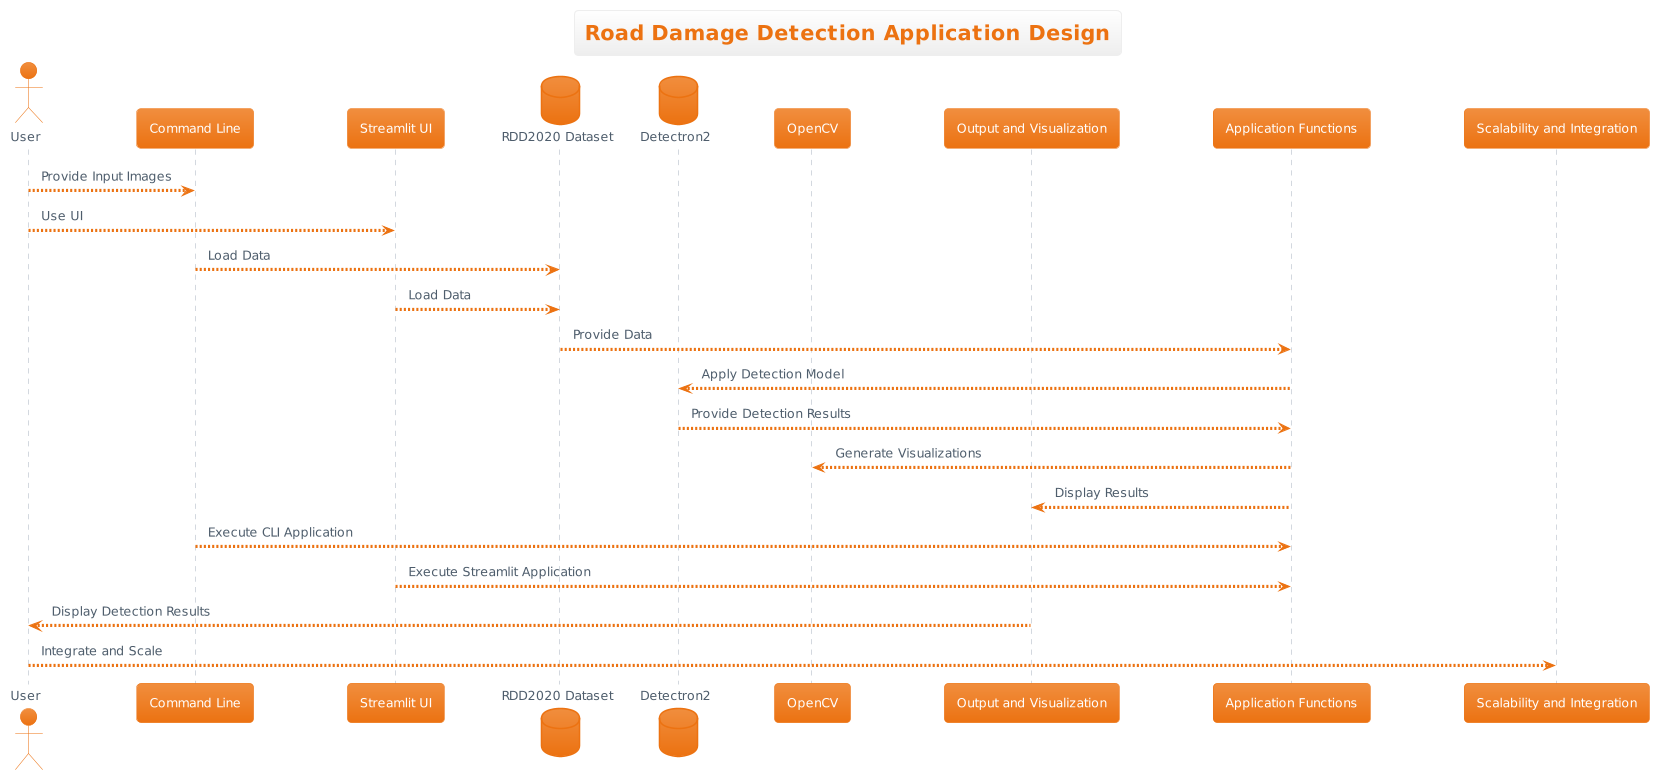 Road Damage Detection Application Design
User
Command Line
Streamlit UI
RDD2020 Dataset
Detectron2
OpenCV
Output and Visualization
Application Functions
Scalability and Integration
Provide Input Images
Use UI
Load Data
Load Data
Provide Data
Apply Detection Model
Provide Detection Results
Generate Visualizations
Display Results
Execute CLI Application
Execute Streamlit Application
Display Detection Results
Integrate and Scale
User
Command Line
Streamlit UI
RDD2020 Dataset
Detectron2
OpenCV
Output and Visualization
Application Functions
Scalability and Integration